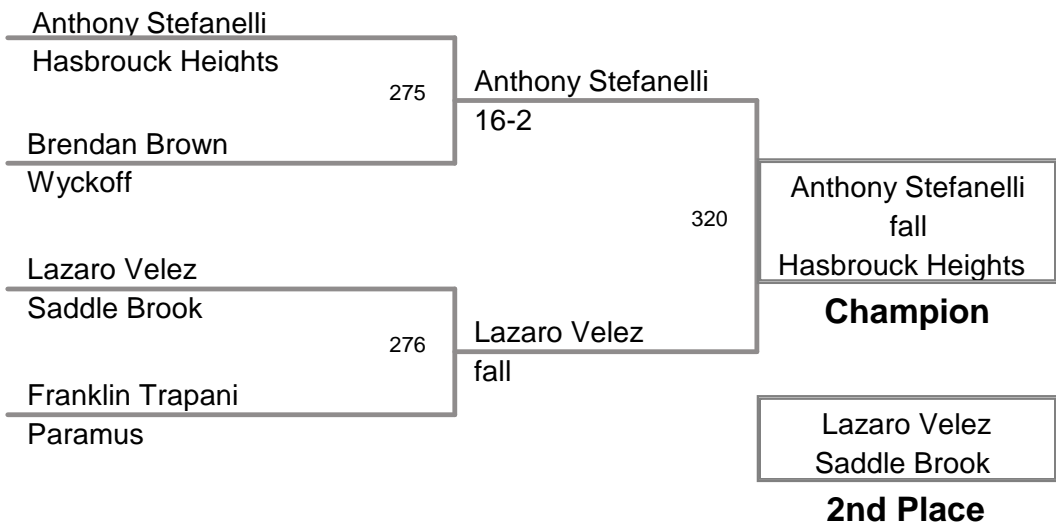 Anthony Stefanelli
Hasbrouck Heights
275
Anthony Stefanelli
16-2
Brendan Brown
Wyckoff
Anthony Stefanelli
fall
Hasbrouck Heights
Champion
320
Lazaro Velez
Saddle Brook
276
Lazaro Velez
fall
Franklin Trapani
Paramus
Lazaro Velez
Saddle Brook
2nd Place